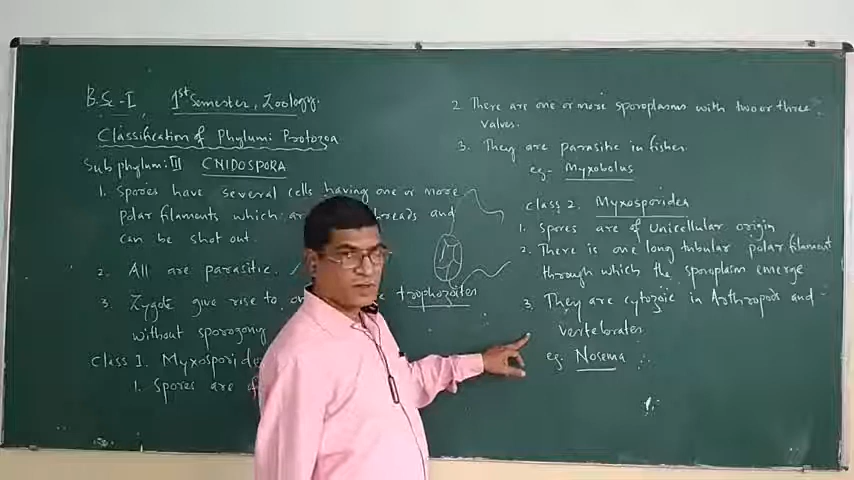 B.Sc-I, 1st Semester, Zoology.
Classification of Phylum: Protozoa
Sub phylum: III CNIDOSPORA
1. Spores have several cells having one or more
polar filaments which threads and
can be shot out.
2. All are parasitic.
3. Zygote give rise to trophozoites
without sporozony
Class 1. Myxosporide
1. Spores are
2. There are one or more sporoplasms with two or three
valves.
3. They are parasitic in fishes.
eg- Myxobolus
Class 2. Myxosporidea
1. Spores are of Unicellular origin
2. There is one long tubular polar filament
through which the sporoplasm emerge
3. They are cytozoic in Arthropods and
vertebrates
eg. Nosema